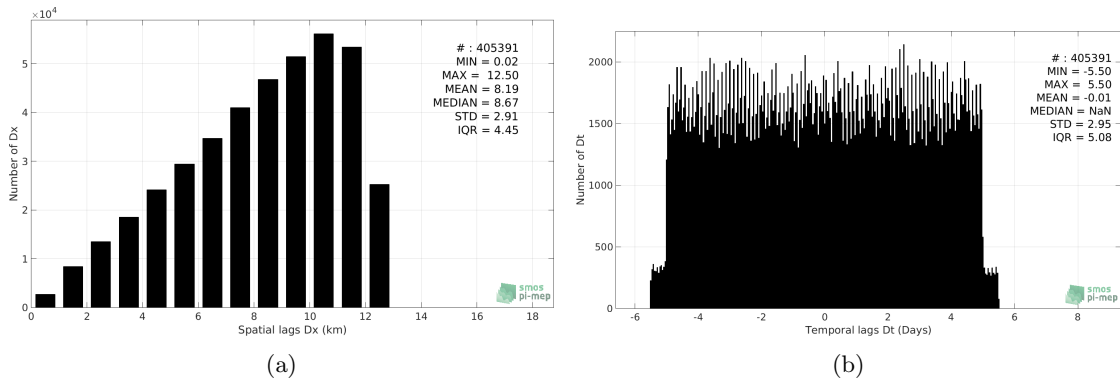 ×10⁴
5
4
3
2
1
0
Number of Dx
# : 405391
MIN = 0.02
MAX = 12.50
MEAN = 8.19
MEDIAN = 8.67
STD = 2.91
IQR = 4.45
smos
pi-mep
0 2 4 6 8 10 12 14 16 18
Spatial lags Dx (km)
(a)
2000
1500
1000
500
0
Number of Dt
# : 405391
MIN = -5.50
MAX = 5.50
MEAN = -0.01
MEDIAN = NaN
STD = 2.95
IQR = 5.08
smos
pi-mep
-6 -4 -2 0 2 4 6 8
Temporal lags Dt (Days)
(b)